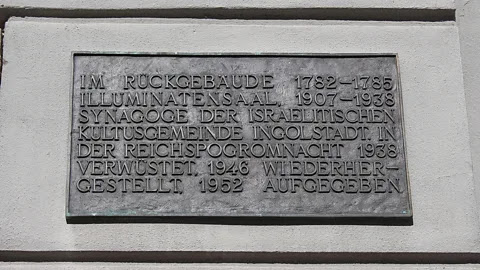 IM RÜCKGEBÄUDE 1782–1785
ILLUMINATENSAAL, 1907–1938
SYNAGOGE DER ISRAELITISCHEN
KULTUSGEMEINDE INGOLSTADT, IN
DER REICHSPOGROMNACHT 1938
VERWÜSTET, 1946 WIEDERHER-
GESTELLT, 1952 AUFGEGEBEN